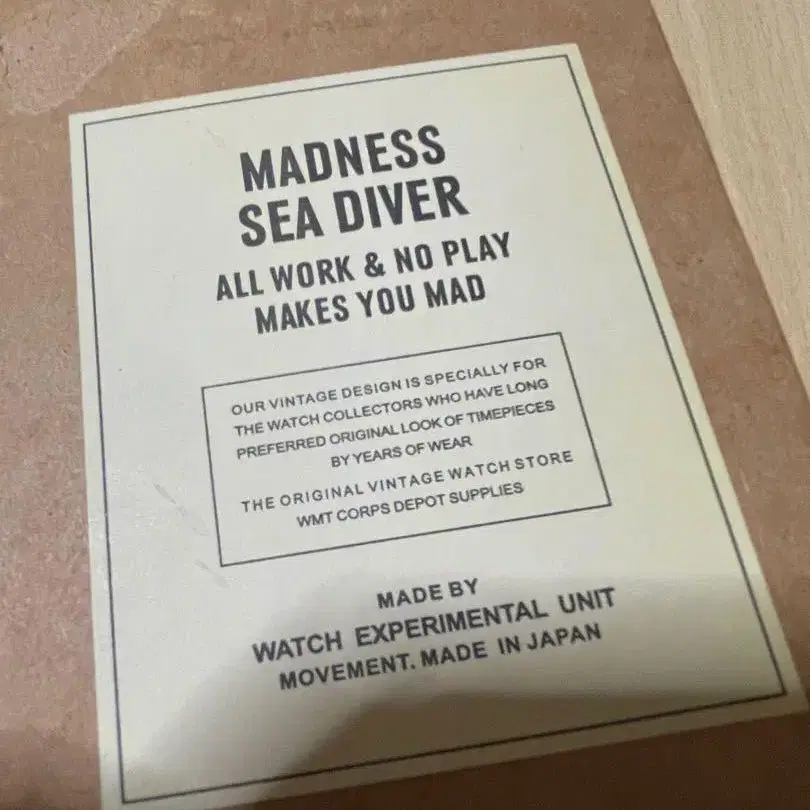 MADNESS
SEA DIVER
ALL WORK & NO PLAY
MAKES YOU MAD
OUR VINTAGE DESIGN IS SPECIALLY FOR
THE WATCH COLLECTORS WHO HAVE LONG
PREFERRED ORIGINAL LOOK OF TIMEPIECES
BY YEARS OF WEAR
THE ORIGINAL VINTAGE WATCH STORE
WMT CORPS DEPOT SUPPLIES
MADE BY
WATCH EXPERIMENTAL UNIT
MOVEMENT. MADE IN JAPAN